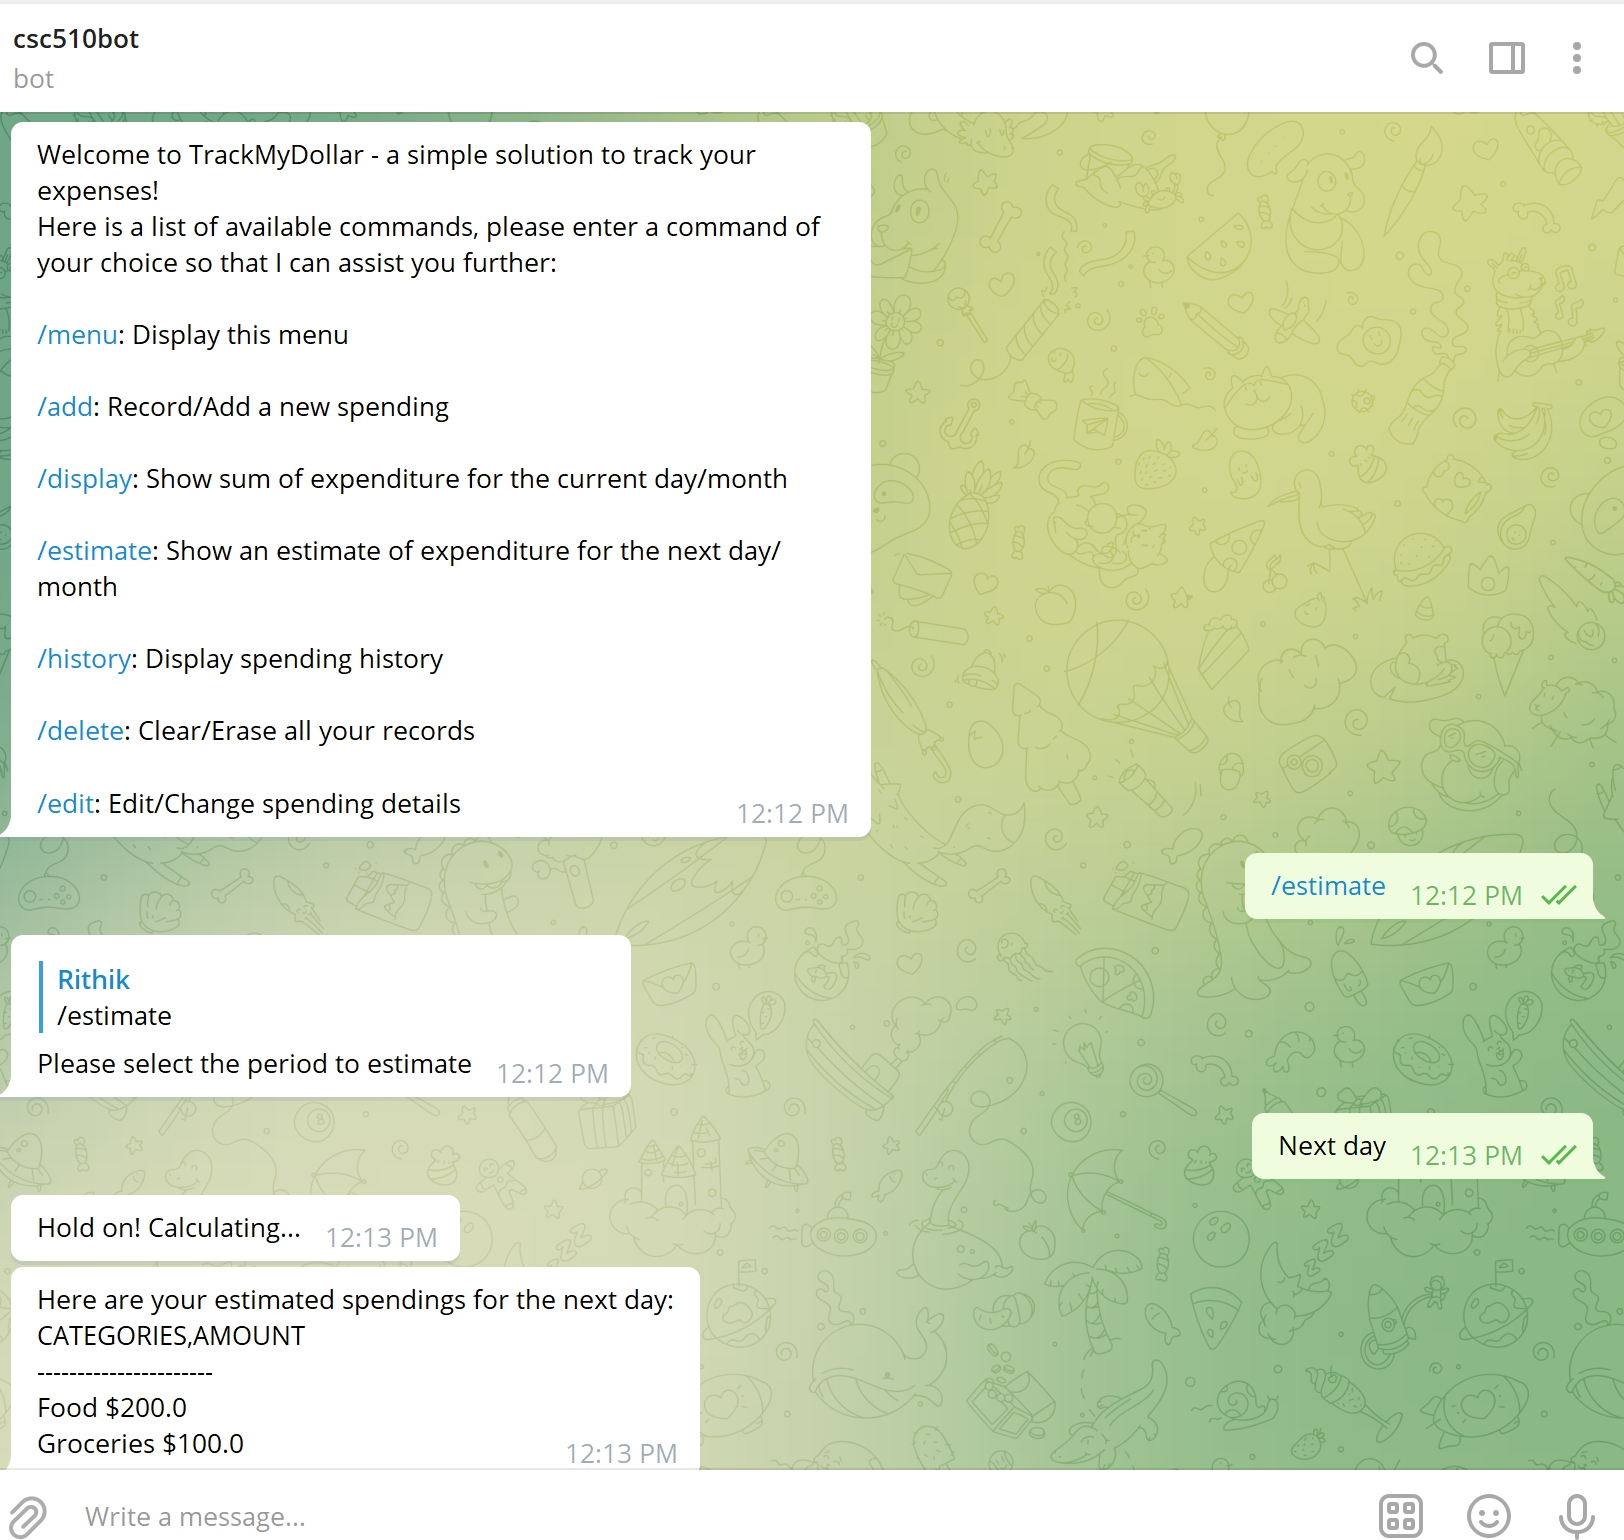 csc510bot
bot
Welcome to TrackMyDollar - a simple solution to track your
expenses!
Here is a list of available commands, please enter a command of
your choice so that I can assist you further:
/menu: Display this menu
/add: Record/Add a new spending
/display: Show sum of expenditure for the current day/month
/estimate: Show an estimate of expenditure for the next day/
month
/history: Display spending history
/delete: Clear/Erase all your records
/edit: Edit/Change spending details
12:12 PM
/estimate 12:12 PM
Rithik
/estimate
Please select the period to estimate 12:12 PM
Next day 12:13 PM
Hold on! Calculating... 12:13 PM
Here are your estimated spendings for the next day:
CATEGORIES,AMOUNT
----------------------
Food $200.0
Groceries $100.0
12:13 PM
Write a message...